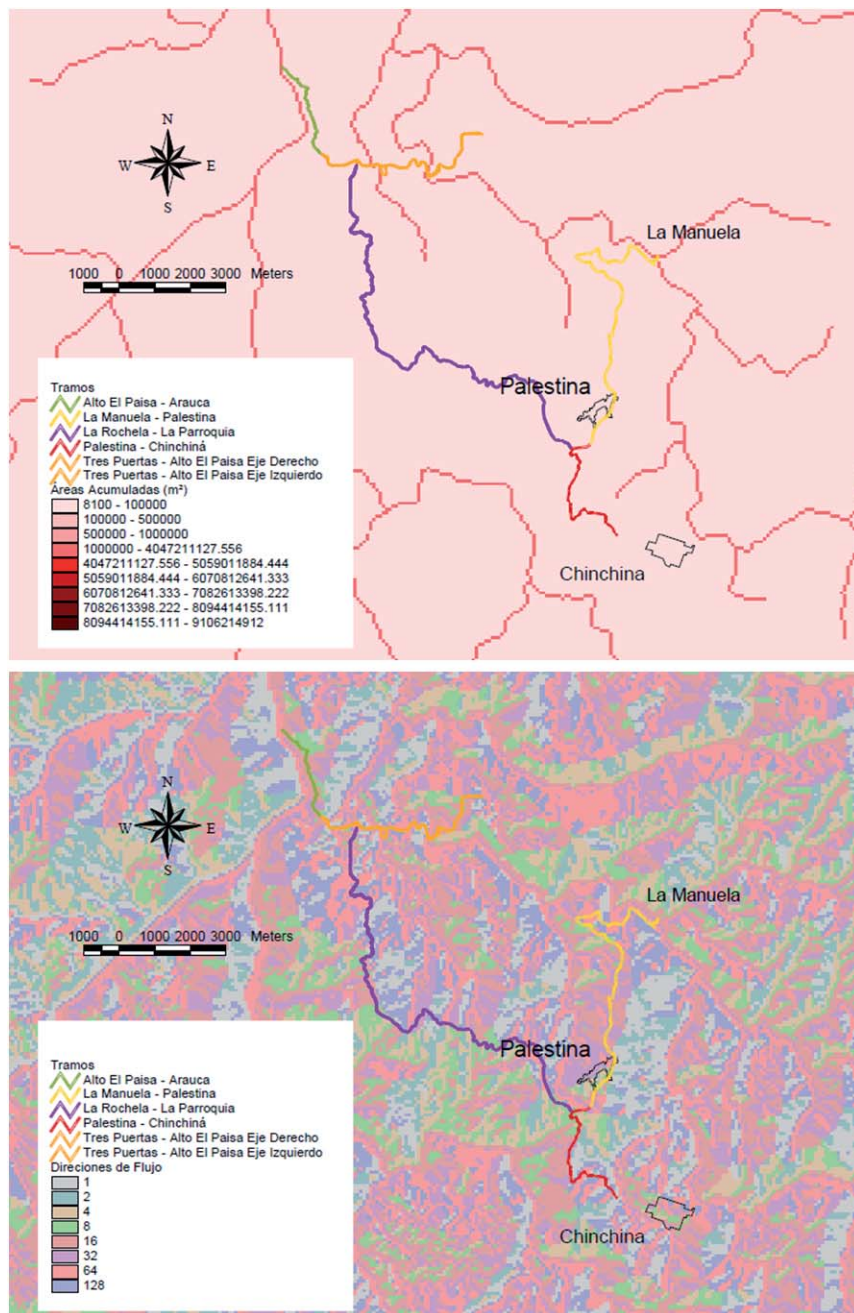 N
W E
S
La Manuela
1000 0 1000 2000 3000 Meters
Palestina
Chinchina
Tramos
Alto El Paisa - Arauca
La Manuela - Palestina
La Rochela - La Parroquia
Palestina - Chinchiná
Tres Puertas - Alto El Paisa Eje Derecho
Tres Puertas - Alto El Paisa Eje Izquierdo
Áreas Acumuladas (m²)
8100 - 100000
100000 - 500000
500000 - 1000000
1000000 - 4047211127.556
4047211127.556 - 5059011884.444
5059011884.444 - 6070812641.333
6070812641.333 - 7082613398.222
7082613398.222 - 8094414155.111
8094414155.111 - 9106214912
N
W E
S
La Manuela
1000 0 1000 2000 3000 Meters
Palestina
Chinchina
Tramos
Alto El Paisa - Arauca
La Manuela - Palestina
La Rochela - La Parroquia
Palestina - Chinchiná
Tres Puertas - Alto El Paisa Eje Derecho
Tres Puertas - Alto El Paisa Eje Izquierdo
Direciones de Flujo
1
2
4
8
16
32
64
128